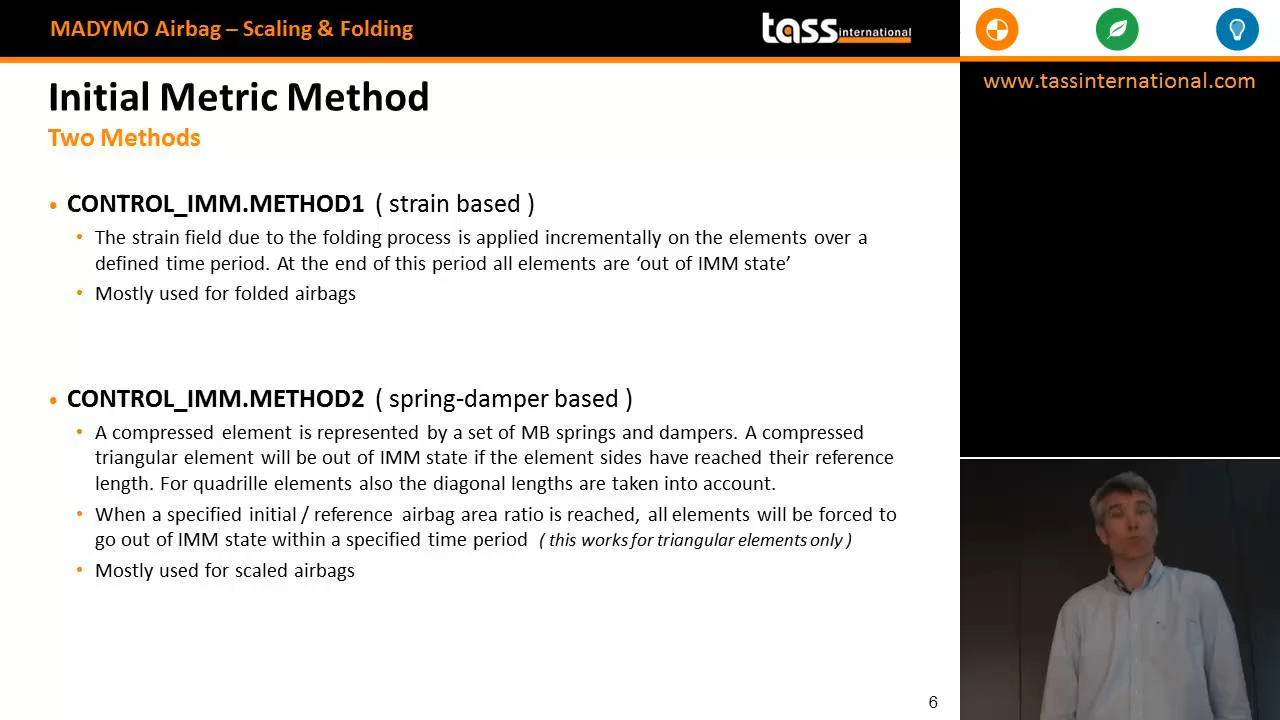 MADYMO Airbag – Scaling & Folding
tass international
www.tassinternational.com
Initial Metric Method
Two Methods
• CONTROL_IMM.METHOD1 ( strain based )
• The strain field due to the folding process is applied incrementally on the elements over a
defined time period. At the end of this period all elements are ‘out of IMM state’
• Mostly used for folded airbags
• CONTROL_IMM.METHOD2 ( spring-damper based )
• A compressed element is represented by a set of MB springs and dampers. A compressed
triangular element will be out of IMM state if the element sides have reached their reference
length. For quadrille elements also the diagonal lengths are taken into account.
• When a specified initial / reference airbag area ratio is reached, all elements will be forced to
go out of IMM state within a specified time period ( this works for triangular elements only )
• Mostly used for scaled airbags
6